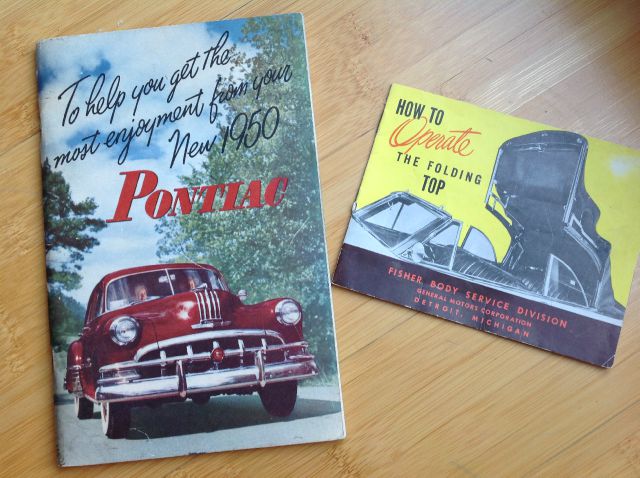 To help you get the
most enjoyment from your
New 1950
PONTIAC
HOW TO
Operate
THE FOLDING
TOP
FISHER BODY SERVICE DIVISION
GENERAL MOTORS CORPORATION
DETROIT, MICHIGAN